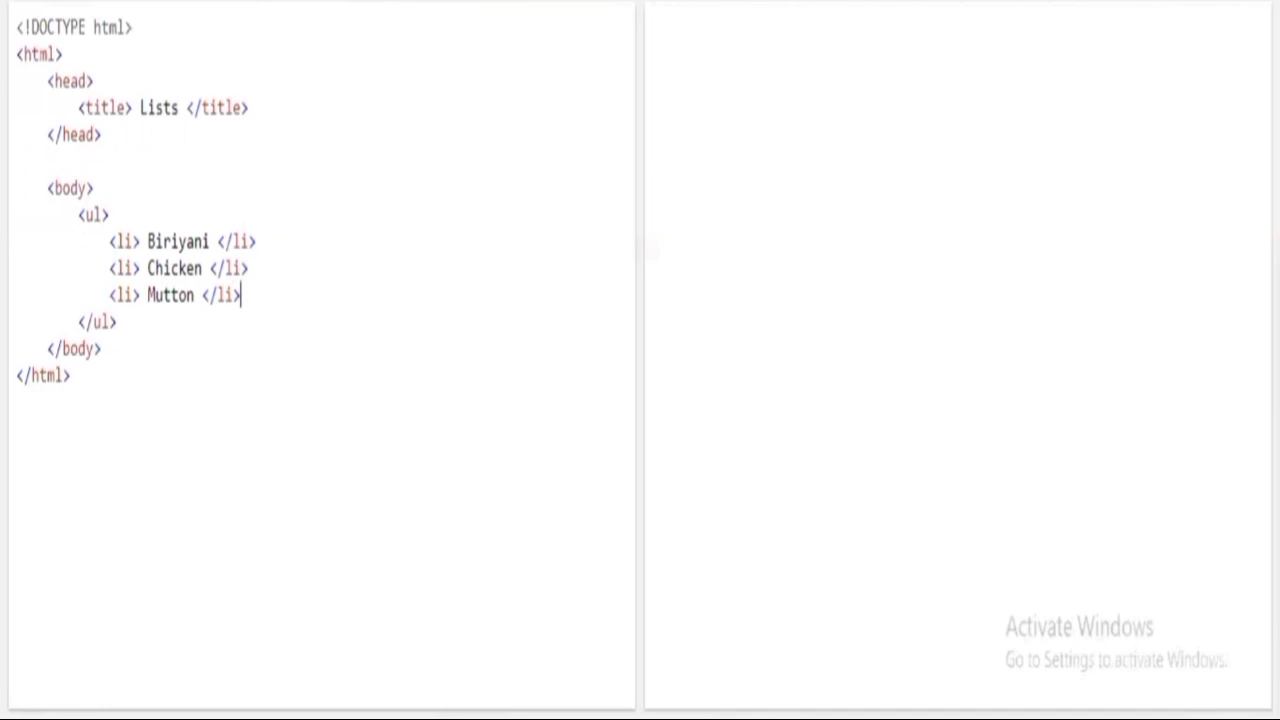 <!DOCTYPE html>
<html>
    <head>
        <title> Lists </title>
    </head>

    <body>
        <ul>
            <li> Biriyani </li>
            <li> Chicken </li>
            <li> Mutton </li>
        </ul>
    </body>
</html>
Activate Windows
Go to Settings to activate Windows.